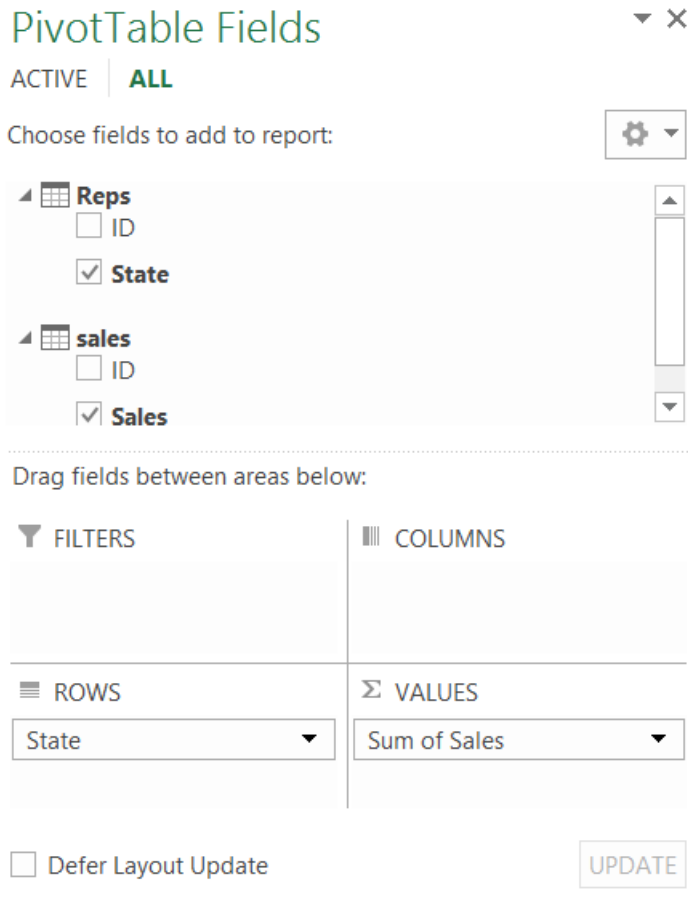 PivotTable Fields
ACTIVE ALL
Choose fields to add to report:
Reps
ID
State
sales
ID
Sales
Drag fields between areas below:
FILTERS
COLUMNS
ROWS
VALUES
State
Sum of Sales
Defer Layout Update
UPDATE